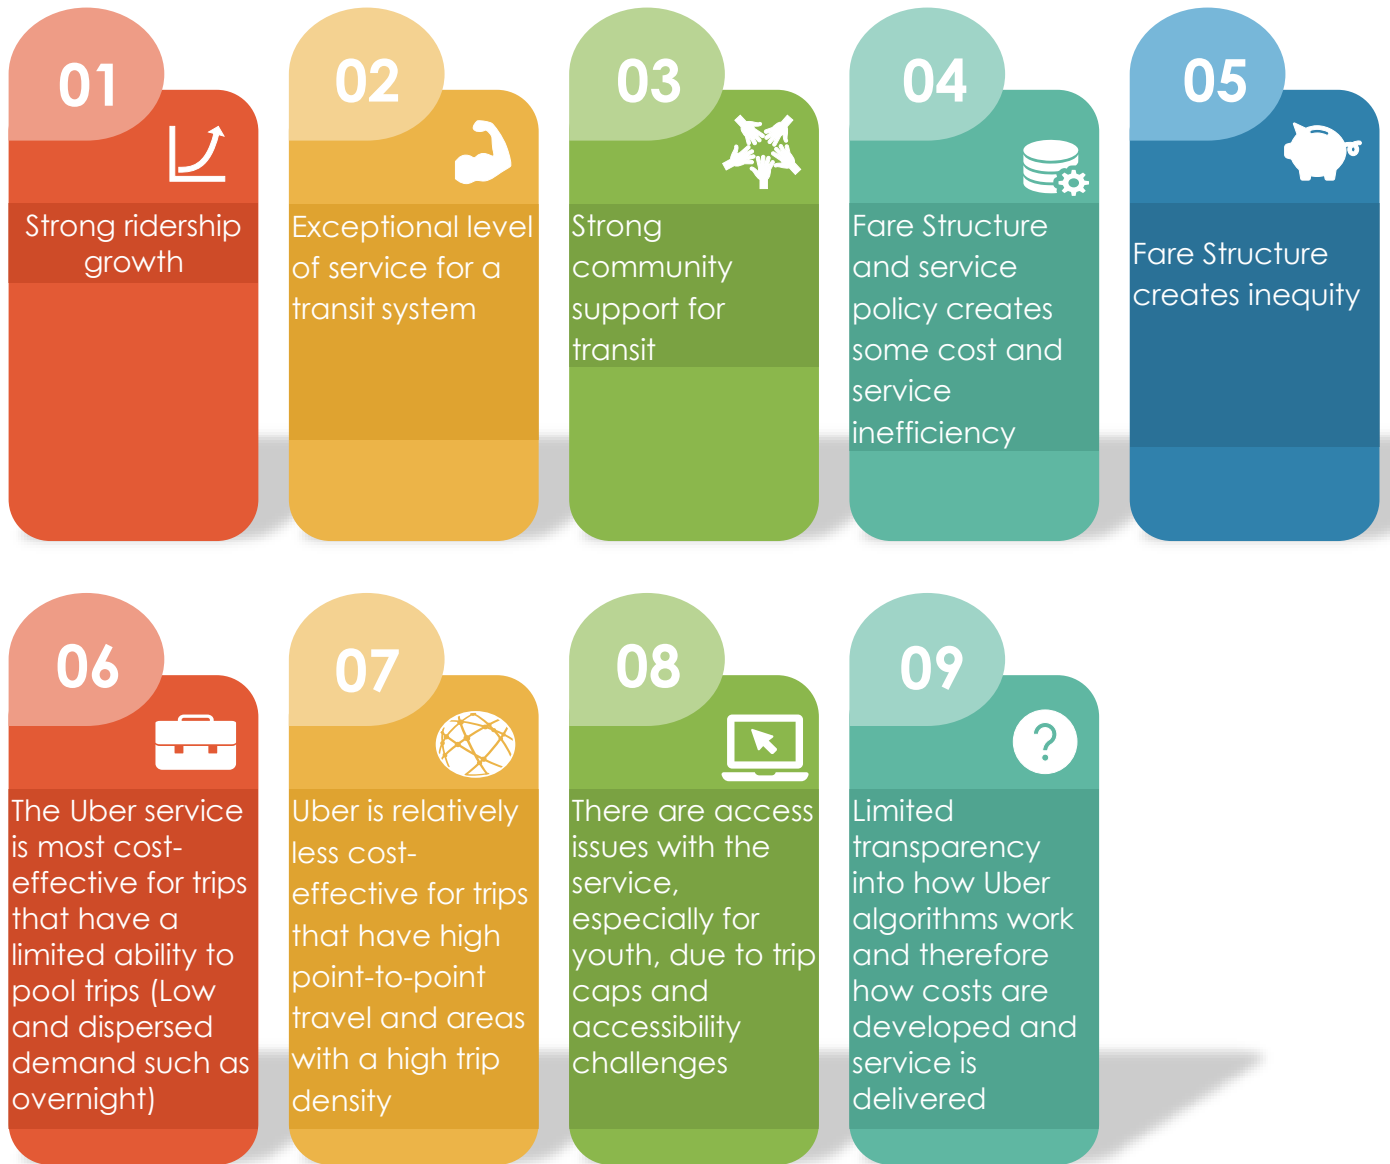 01
Strong ridership
growth
02
Exceptional level
of service for a
transit system
03
Strong
community
support for
transit
04
Fare Structure
and service
policy creates
some cost and
service
inefficiency
05
Fare Structure
creates inequity
06
The Uber service
is most cost-
effective for trips
that have a
limited ability to
pool trips (Low
and dispersed
demand such as
overnight)
07
Uber is relatively
less cost-
effective for trips
that have high
point-to-point
travel and areas
with a high trip
density
08
There are access
issues with the
service,
especially for
youth, due to trip
caps and
accessibility
challenges
09
?
Limited
transparency
into how Uber
algorithms work
and therefore
how costs are
developed and
service is
delivered